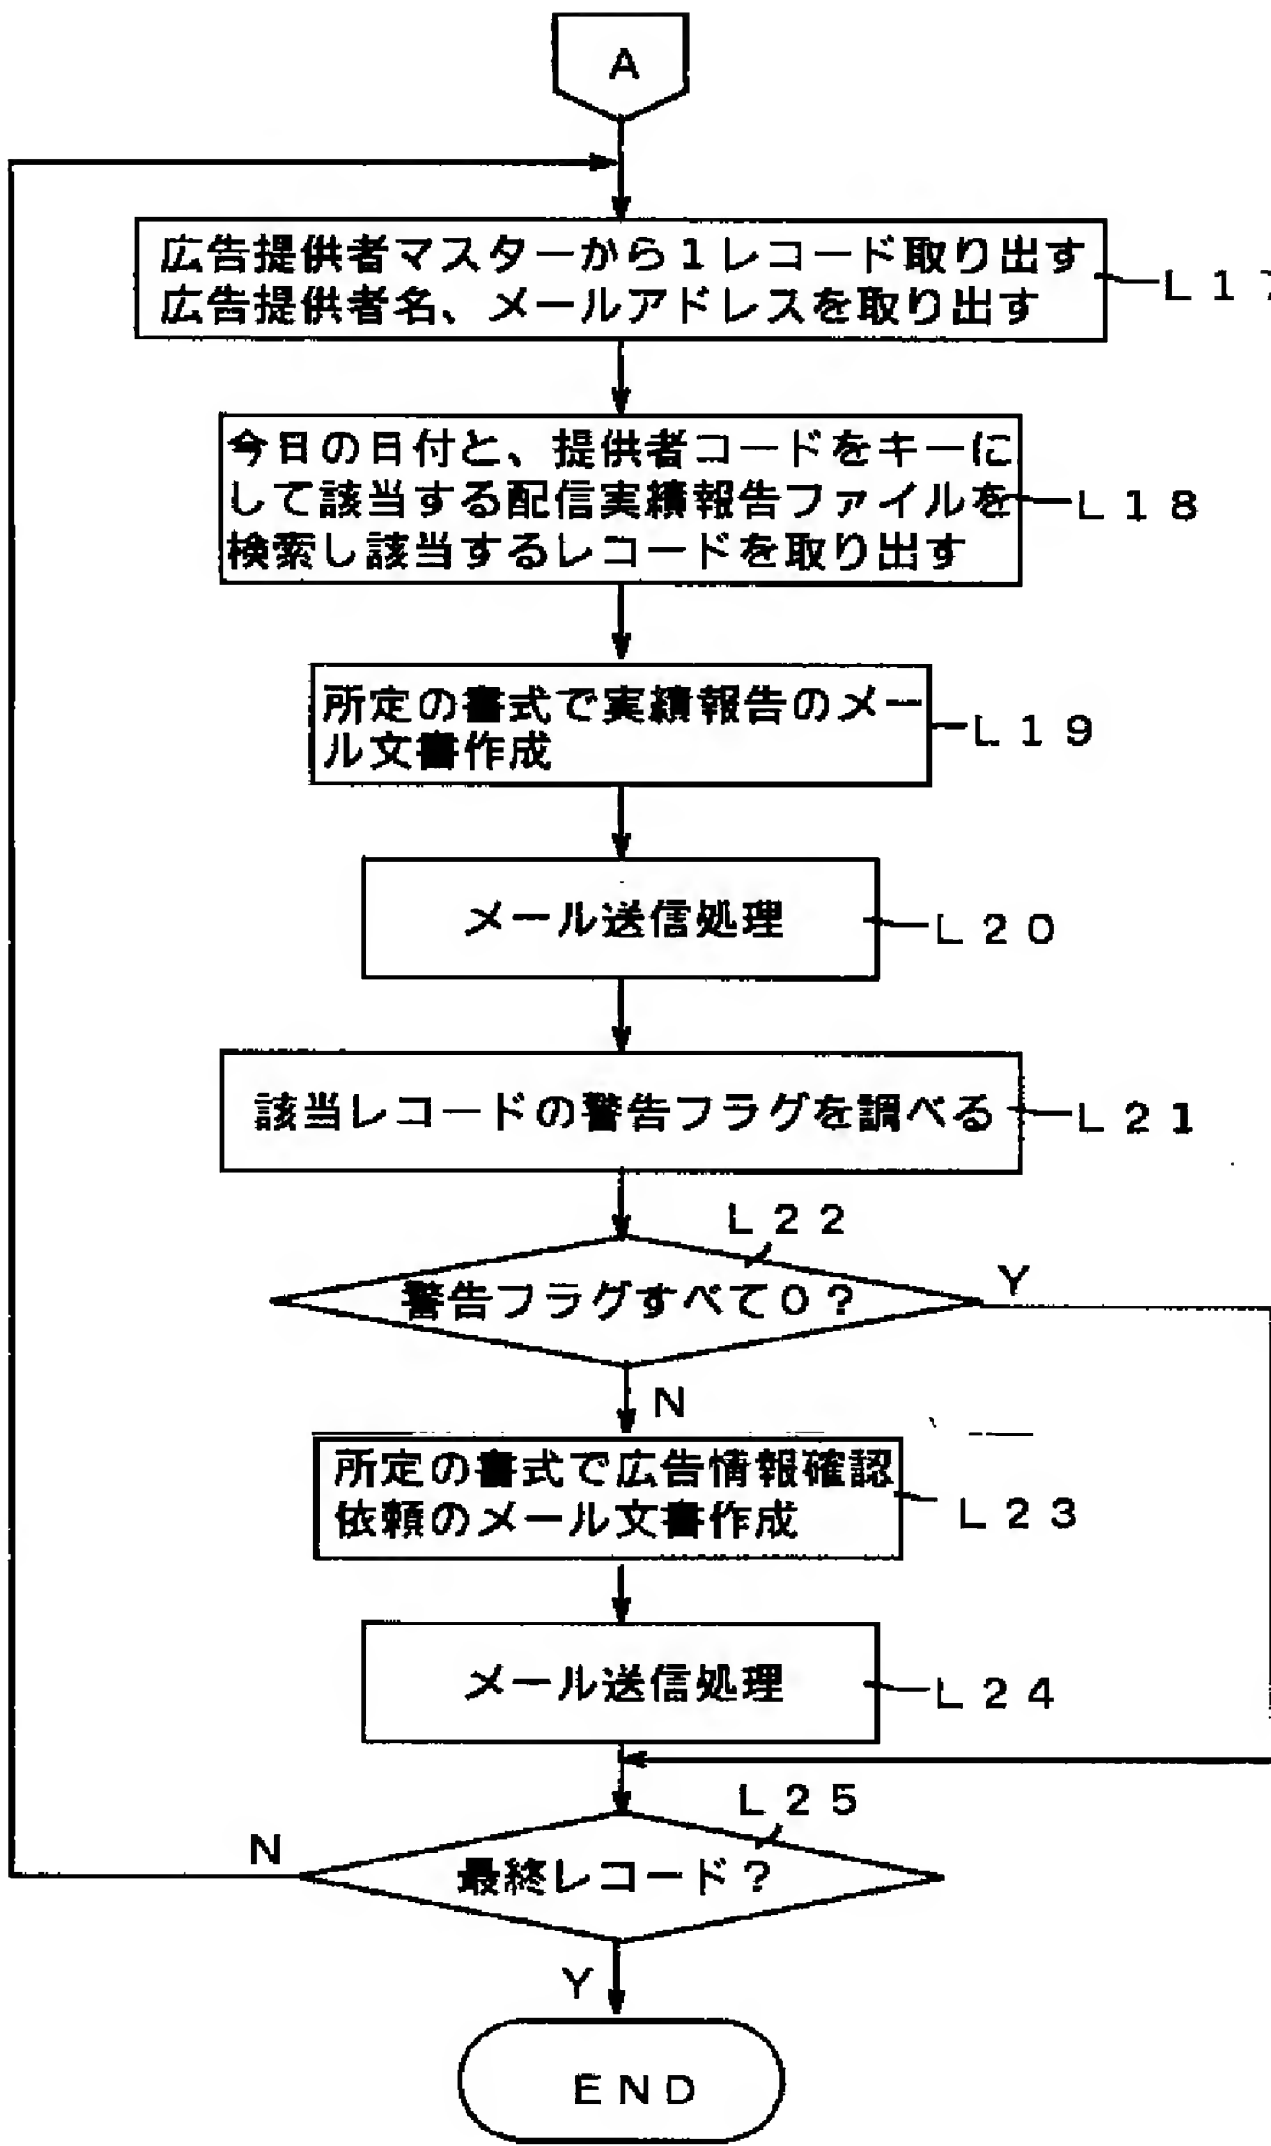 A
広告提供者マスターから1レコード取り出す
広告提供者名、メールアドレスを取り出す
L17
今日の日付と、提供者コードをキーに
して該当する配信実績報告ファイルを
検索し該当するレコードを取り出す
L18
所定の書式で実績報告のメー
ル文書作成
L19
メール送信処理
L20
該当レコードの警告フラグを調べる
L21
L22
警告フラグすべて0?
Y
N
所定の書式で広告情報確認
依頼のメール文書作成
L23
メール送信処理
L24
L25
最終レコード?
N
Y
END